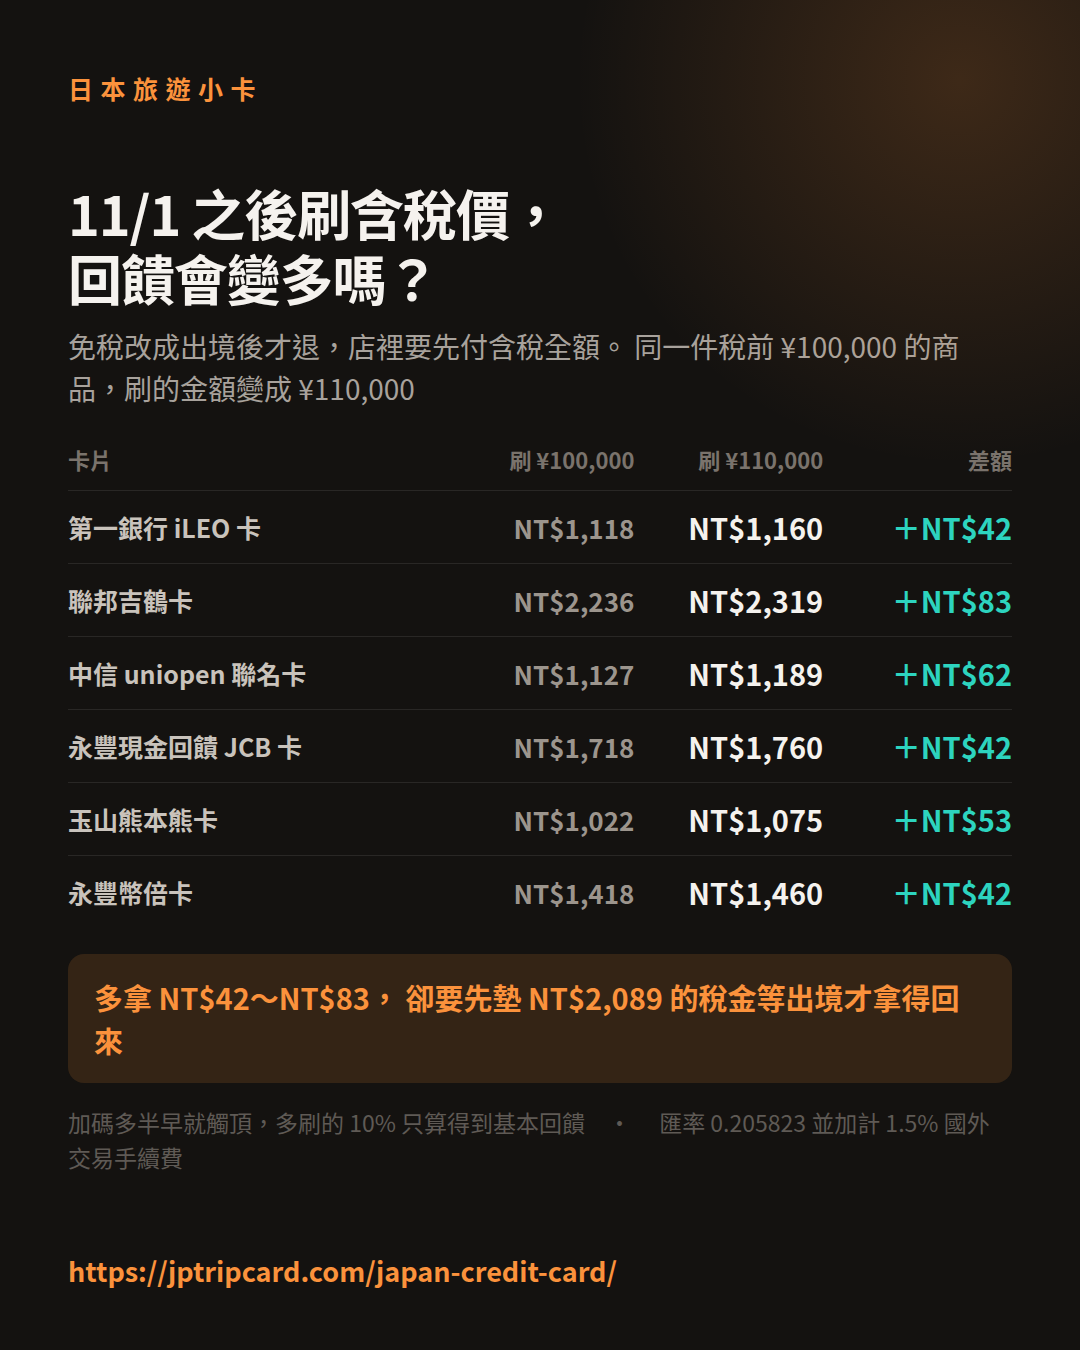 日本旅遊小卡
11/1 之後刷含稅價，
回饋會變多嗎？
免稅改成出境後才退，店裡要先付含稅全額。 同一件稅前 ¥100,000 的商
品，刷的金額變成 ¥110,000
卡片 刷 ¥100,000 刷 ¥110,000 差額
第一銀行 iLEO 卡 NT$1,118 NT$1,160 ＋NT$42
聯邦吉鶴卡 NT$2,236 NT$2,319 ＋NT$83
中信 uniopen 聯名卡 NT$1,127 NT$1,189 ＋NT$62
永豐現金回饋 JCB 卡 NT$1,718 NT$1,760 ＋NT$42
玉山熊本熊卡 NT$1,022 NT$1,075 ＋NT$53
永豐幣倍卡 NT$1,418 NT$1,460 ＋NT$42
多拿 NT$42～NT$83， 卻要先墊 NT$2,089 的稅金等出境才拿得回
來
加碼多半早就觸頂，多刷的 10% 只算得到基本回饋　・　匯率 0.205823 並加計 1.5% 國外
交易手續費
https://jptripcard.com/japan-credit-card/